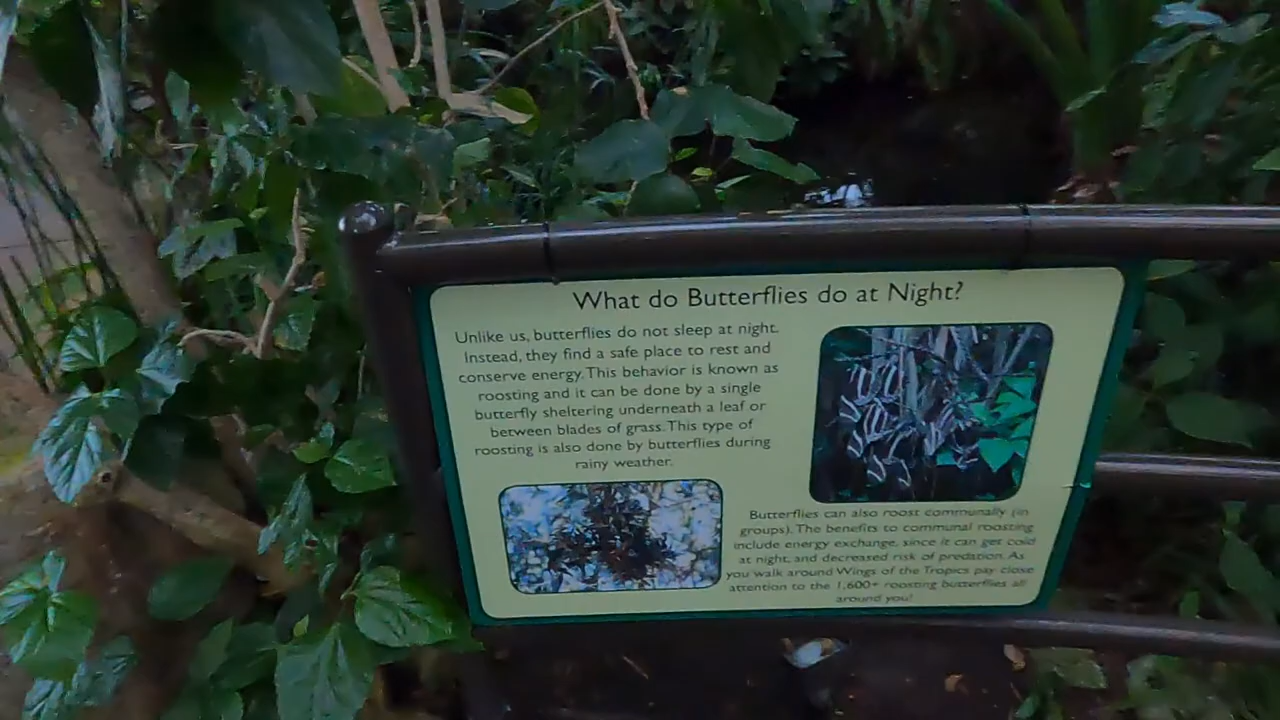 What do Butterflies do at Night?
Unlike us, butterflies do not sleep at night.
Instead, they find a safe place to rest and
conserve energy. This behavior is known as
roosting and it can be done by a single
butterfly sheltering underneath a leaf or
between blades of grass. This type of
roosting is also done by butterflies during
rainy weather.
Butterflies can also roost communally (in
groups). The benefits to communal roosting
include energy exchange, since it can get cold
at night, and decreased risk of predation. As
you walk around Wings of the Tropics pay close
attention to the 1,600+ roosting butterflies all
around you!